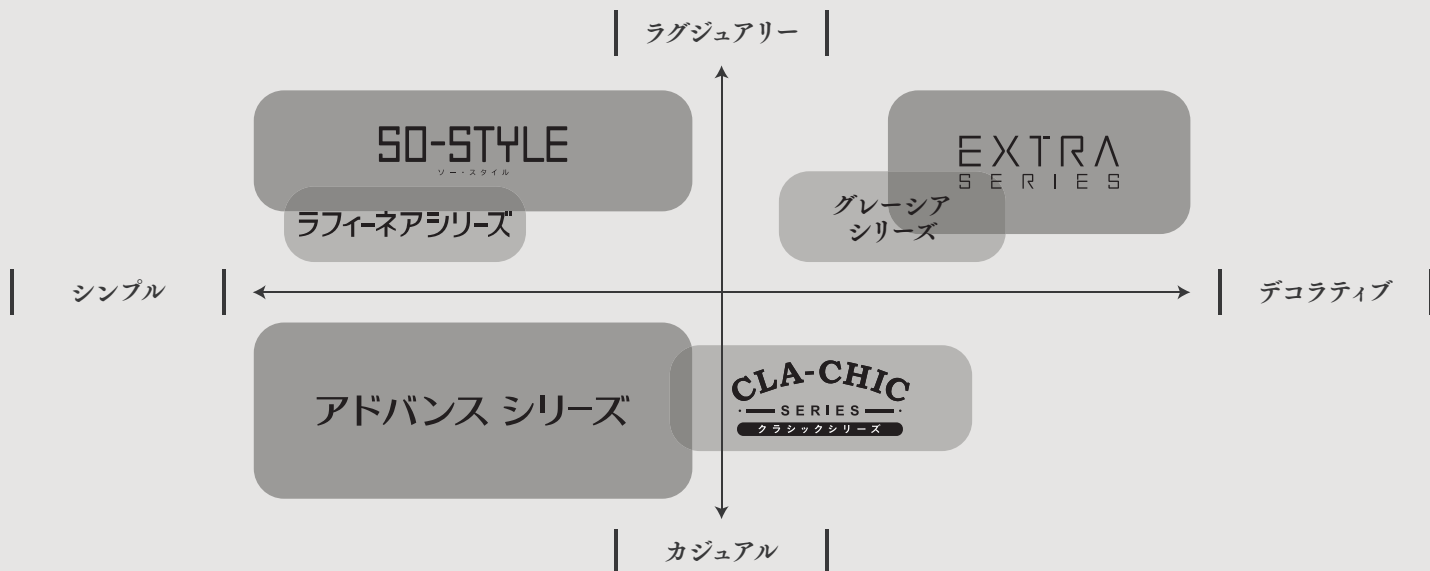 ラグジュアリー
SO-STYLE
ソー・スタイル
ラフィーネアシリーズ
EXTRA
SERIES
グレーシア
シリーズ
シンプル
デコラティブ
アドバンス シリーズ
CLA-CHIC
SERIES
クラシックシリーズ
カジュアル